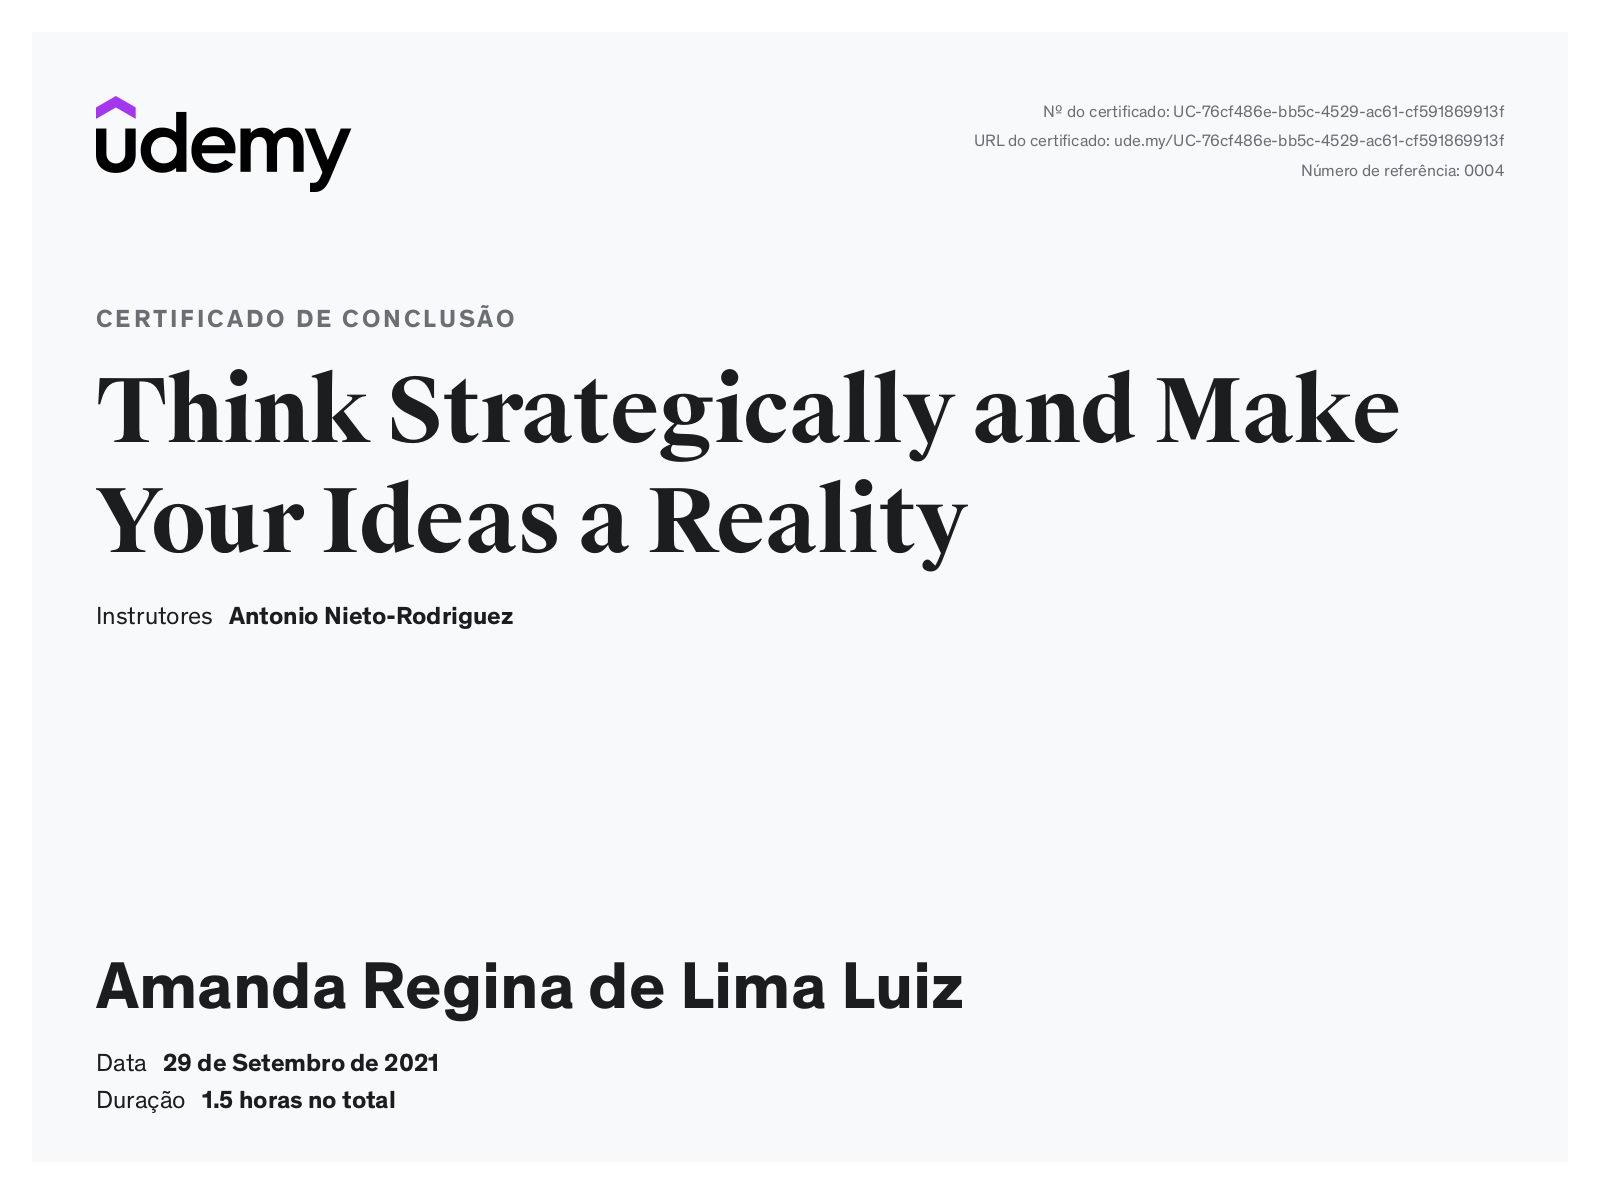 udemy
Nº do certificado: UC-76cf486e-bb5c-4529-ac61-cf591869913f
URL do certificado: ude.my/UC-76cf486e-bb5c-4529-ac61-cf591869913f
Número de referência: 0004
CERTIFICADO DE CONCLUSÃO
Think Strategically and Make
Your Ideas a Reality
Instrutores Antonio Nieto-Rodriguez
Amanda Regina de Lima Luiz
Data 29 de Setembro de 2021
Duração 1.5 horas no total